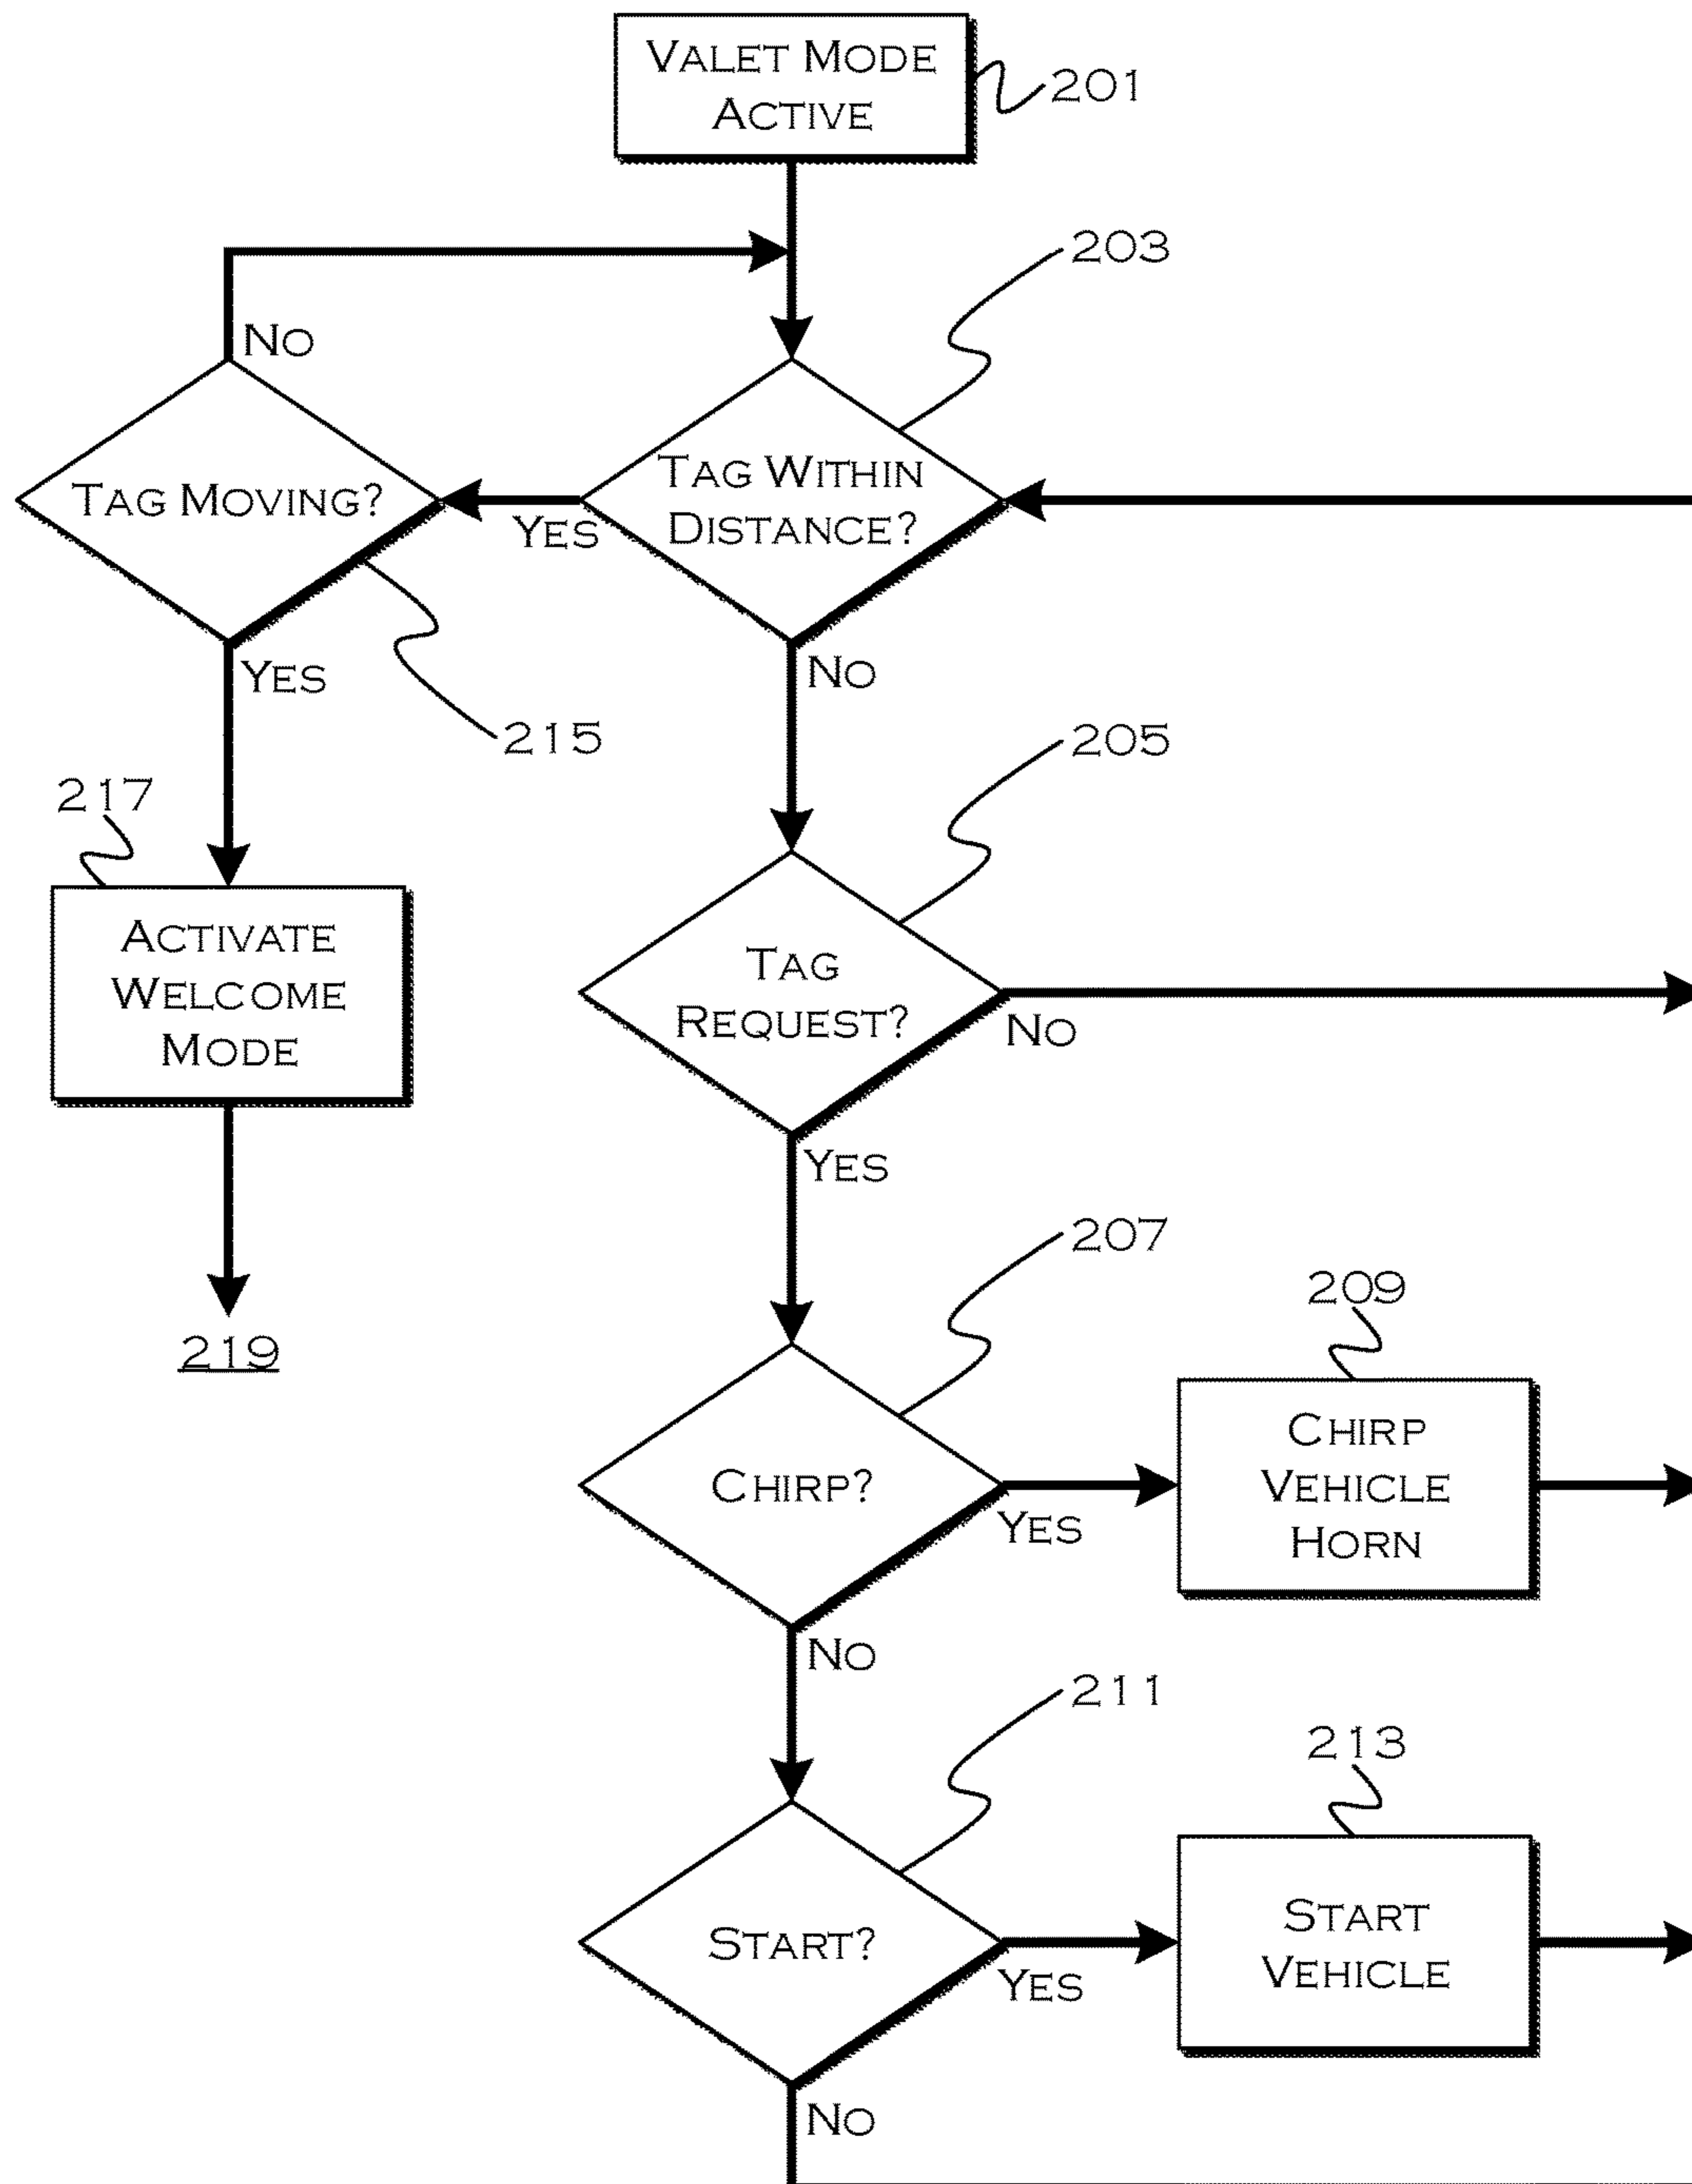 VALET MODE
ACTIVE
201
203
NO
TAG MOVING?
TAG WITHIN
DISTANCE?
YES
YES
NO
215
205
217
ACTIVATE
WELCOME
MODE
TAG
REQUEST?
NO
YES
207
209
219
CHIRP?
YES
CHIRP
VEHICLE
HORN
NO
211
213
START?
YES
START
VEHICLE
NO